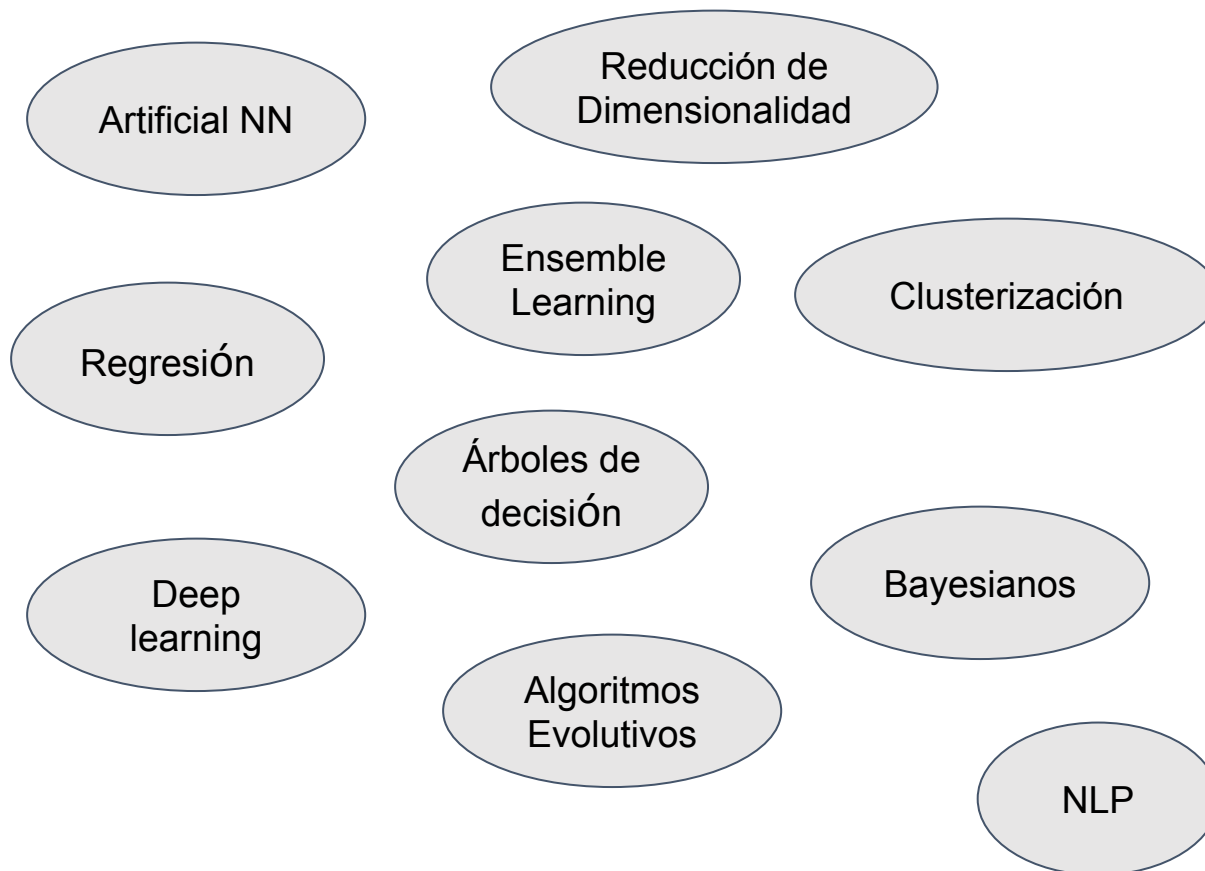 Artificial NN
Reducción de
Dimensionalidad
Ensemble
Learning
Clusterización
Regresión
Árboles de
decisión
Deep
learning
Bayesianos
Algoritmos
Evolutivos
NLP